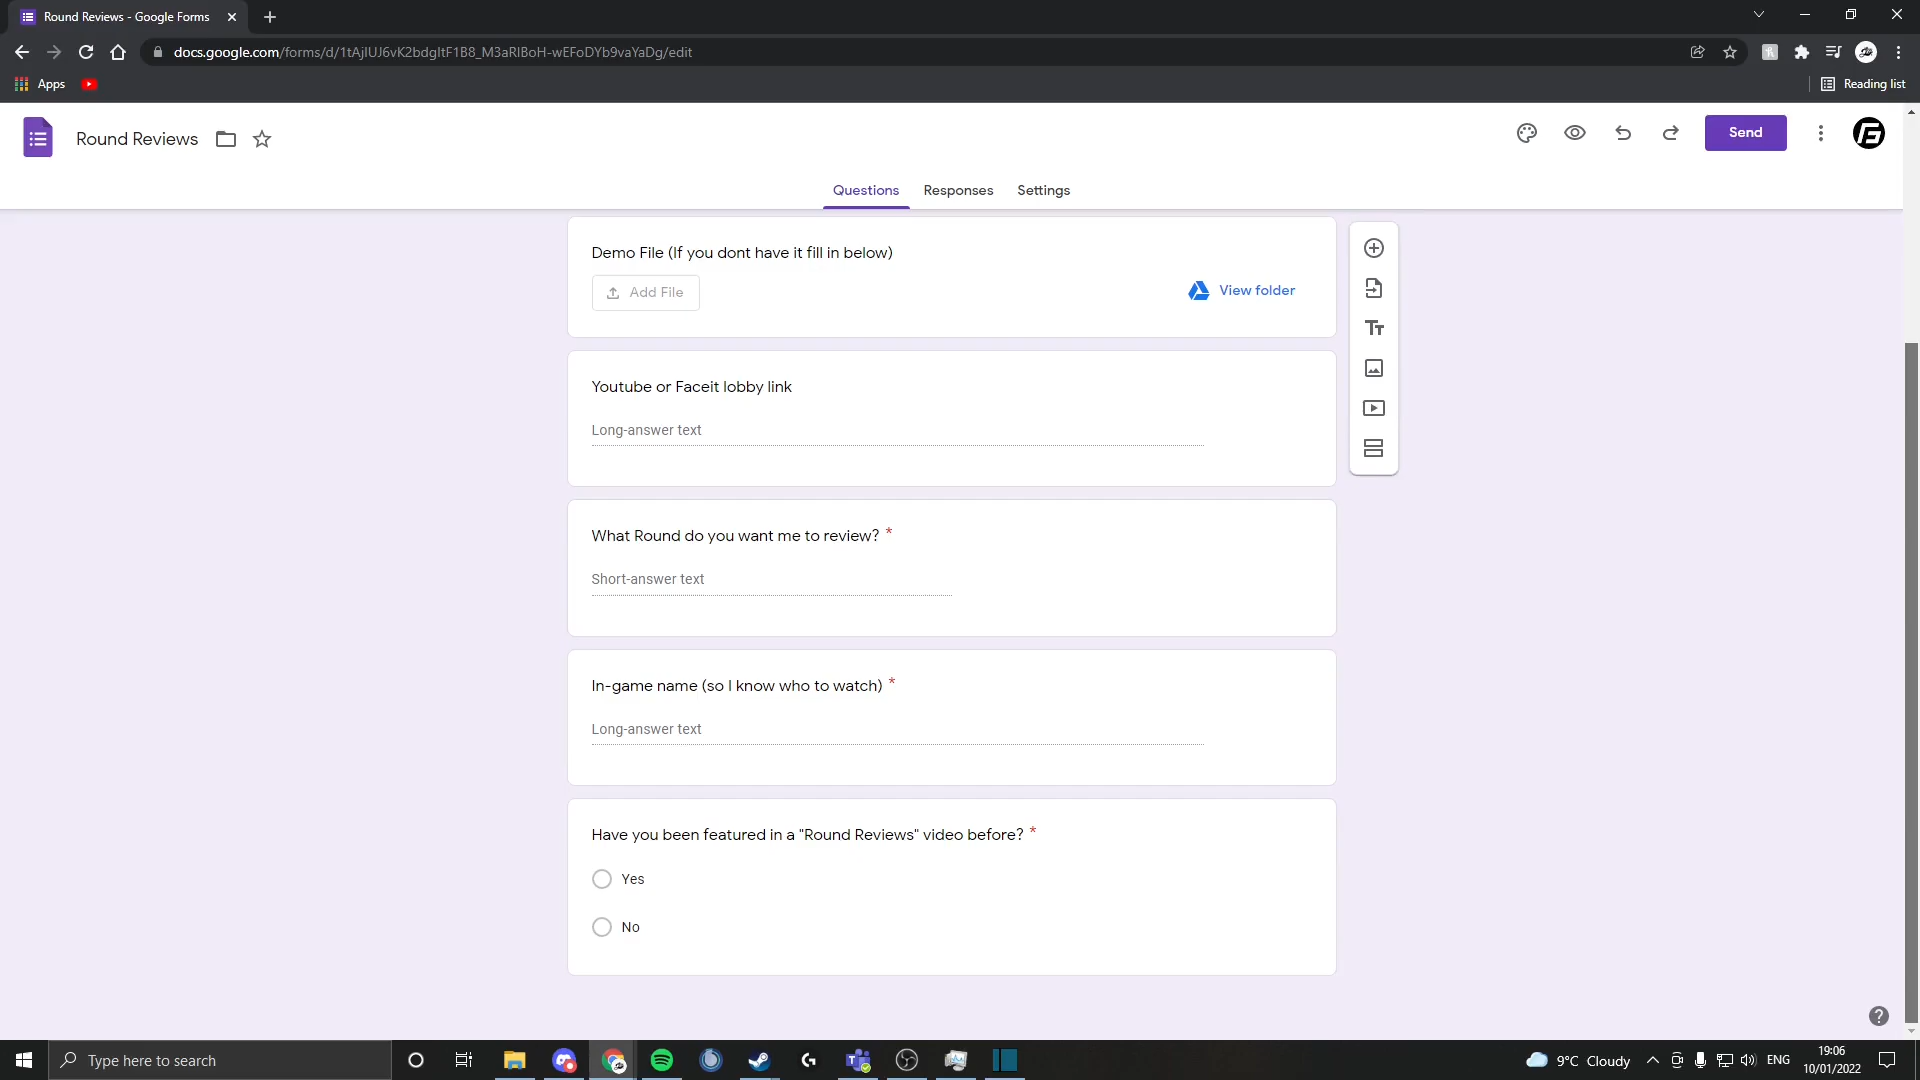 Round Reviews - Google Forms
docs.google.com/forms/d/1tAjlUJ6vK2bdgItF1B8_M3aRlBoH-wEFoDYb9vaYaDg/edit
Apps
Reading list
Round Reviews
Send
Questions Responses Settings
Demo File (If you dont have it fill in below)
Add File
View folder
Youtube or Faceit lobby link
Long-answer text
What Round do you want me to review? *
Short-answer text
In-game name (so I know who to watch) *
Long-answer text
Have you been featured in a "Round Reviews" video before? *
Yes
No
Type here to search
9°C Cloudy
ENG
19:06
10/01/2022